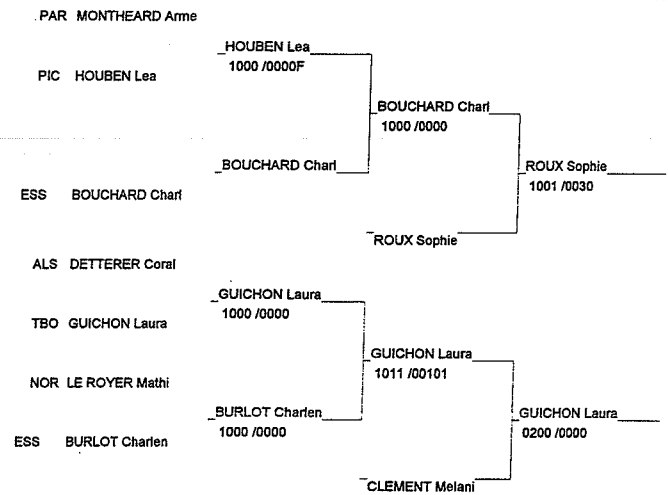 PAR MONTHEARD Arme
HOUBEN Lea
1000 /0000F
PIC HOUBEN Lea
BOUCHARD Charl
1000 /0000
BOUCHARD Charl
ROUX Sophie
1001 /0030
ESS BOUCHARD Charl
ROUX Sophie
ALS DETTERER Coral
GUICHON Laura
1000 /0000
TBO GUICHON Laura
GUICHON Laura
1011 /00101
NOR LE ROYER Mathi
BURLOT Charlen
1000 /0000
GUICHON Laura
0200 /0000
ESS BURLOT Charlen
CLEMENT Melani